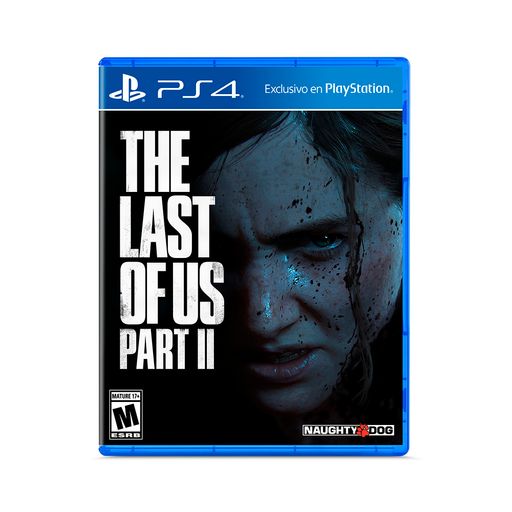 PS4
Exclusivo en PlayStation.
THE
LAST
OF US
PART II
MATURE 17+
M
ESRB
NAUGHTY DOG